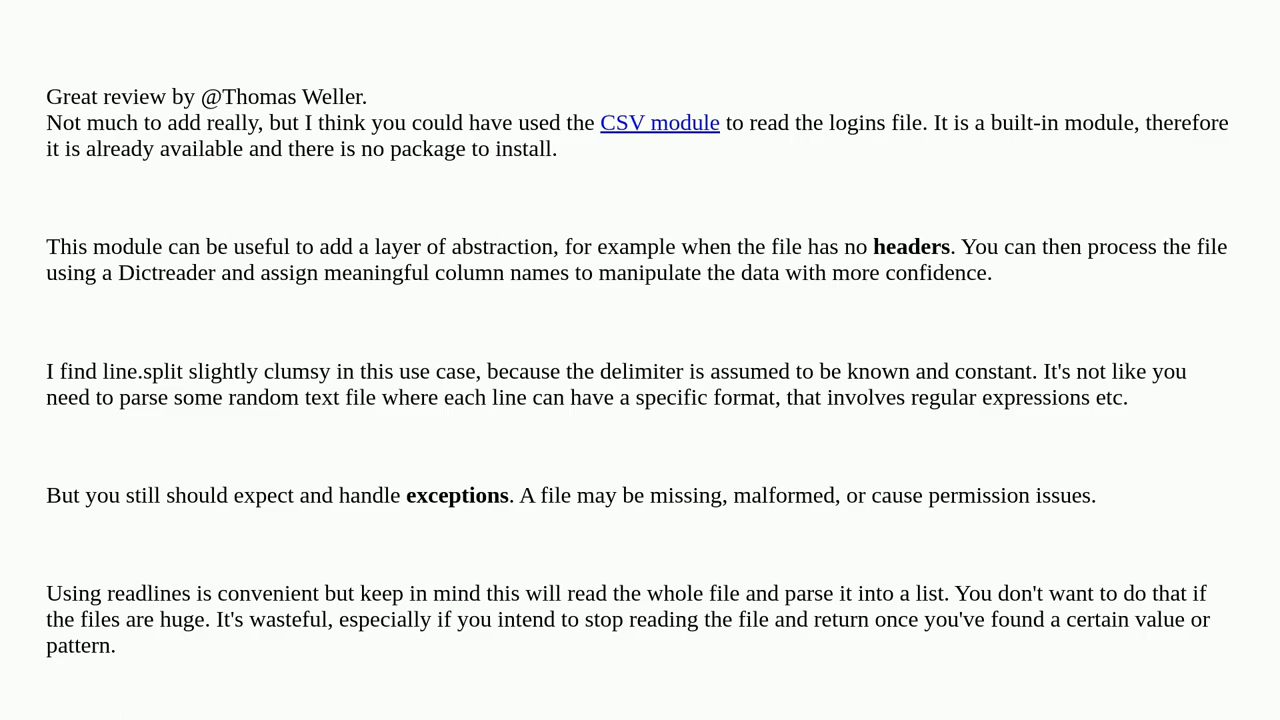 Great review by @Thomas Weller.
Not much to add really, but I think you could have used the CSV module to read the logins file. It is a built-in module, therefore
it is already available and there is no package to install.
This module can be useful to add a layer of abstraction, for example when the file has no headers. You can then process the file
using a Dictreader and assign meaningful column names to manipulate the data with more confidence.
I find line.split slightly clumsy in this use case, because the delimiter is assumed to be known and constant. It's not like you
need to parse some random text file where each line can have a specific format, that involves regular expressions etc.
But you still should expect and handle exceptions. A file may be missing, malformed, or cause permission issues.
Using readlines is convenient but keep in mind this will read the whole file and parse it into a list. You don't want to do that if
the files are huge. It's wasteful, especially if you intend to stop reading the file and return once you've found a certain value or
pattern.